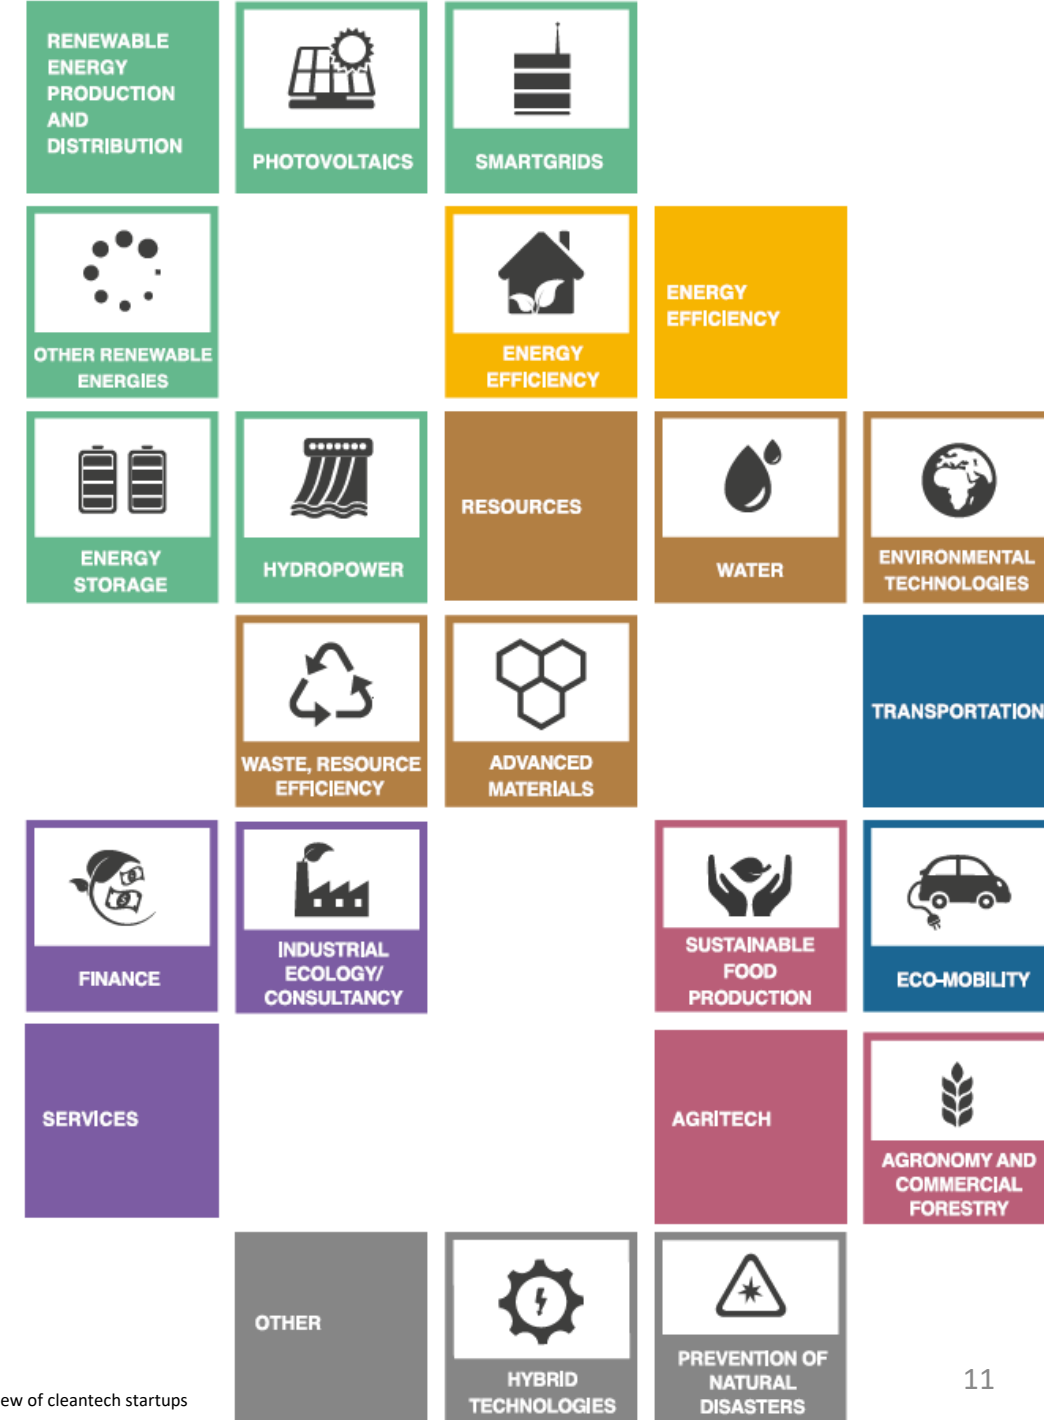 RENEWABLE
ENERGY
PRODUCTION
AND
DISTRIBUTION
PHOTOVOLTAICS
SMARTGRIDS
OTHER RENEWABLE
ENERGIES
ENERGY
EFFICIENCY
ENERGY
EFFICIENCY
ENERGY
STORAGE
HYDROPOWER
RESOURCES
WATER
ENVIRONMENTAL
TECHNOLOGIES
WASTE, RESOURCE
EFFICIENCY
ADVANCED
MATERIALS
TRANSPORTATION
FINANCE
INDUSTRIAL
ECOLOGY/
CONSULTANCY
SUSTAINABLE
FOOD
PRODUCTION
ECO-MOBILITY
SERVICES
AGRITECH
AGRONOMY AND
COMMERCIAL
FORESTRY
OTHER
HYBRID
TECHNOLOGIES
PREVENTION OF
NATURAL
DISASTERS
11
ew of cleantech startups